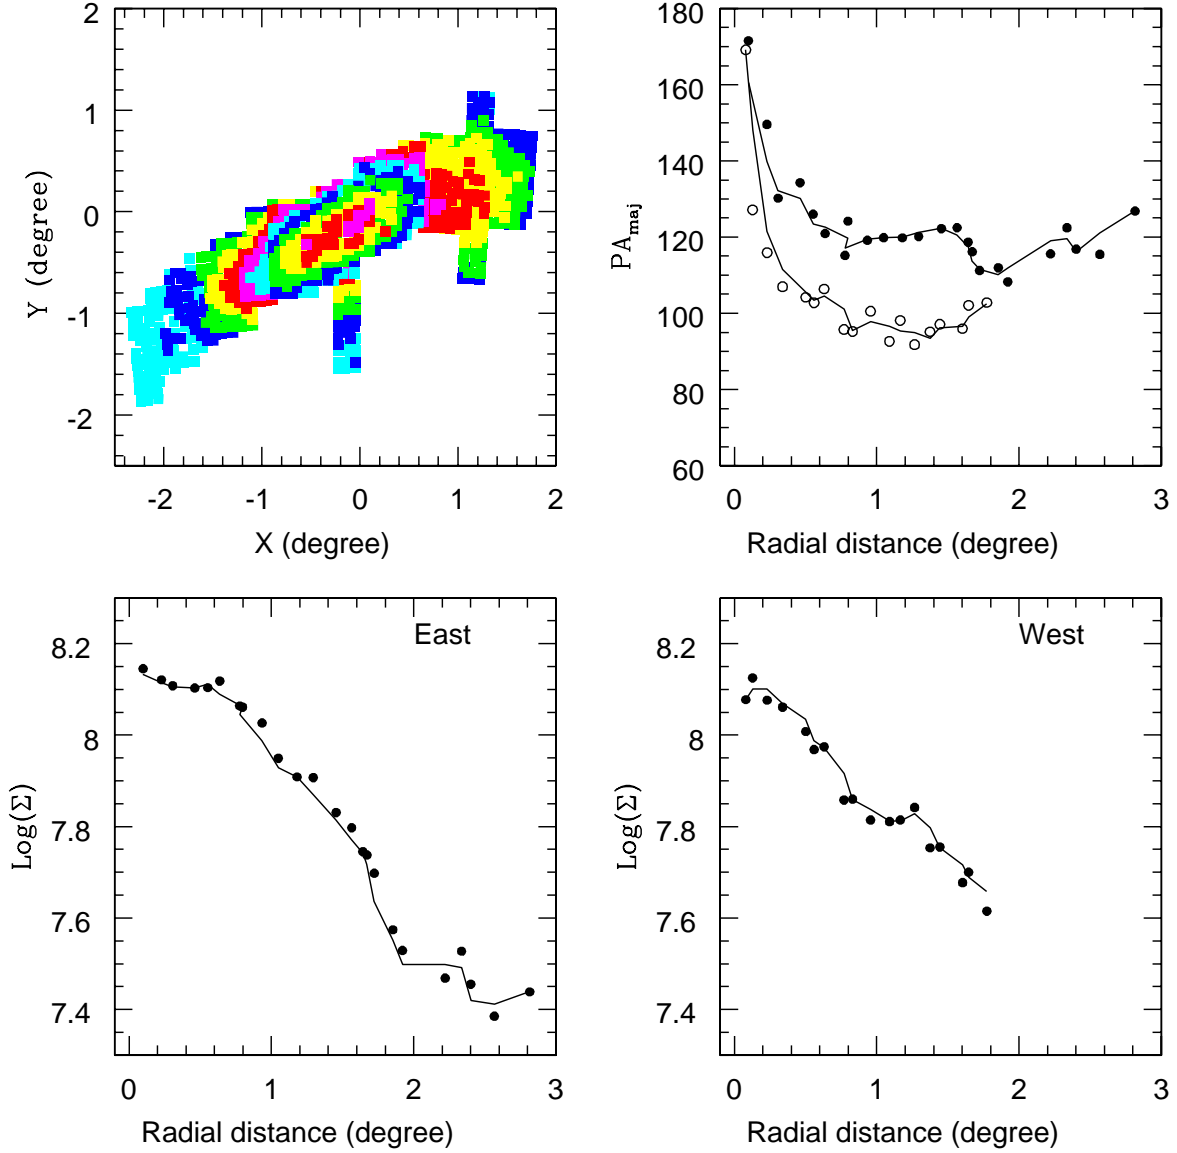 2
1
0
-1
-2
Y (degree)
-2 -1 0 1 2
X (degree)
180
160
140
120
100
80
60
PAmaj
0 1 2 3
Radial distance (degree)
8.2
8
7.8
7.6
7.4
Log(Σ)
East
0 1 2 3
Radial distance (degree)
8.2
8
7.8
7.6
7.4
Log(Σ)
West
0 1 2 3
Radial distance (degree)